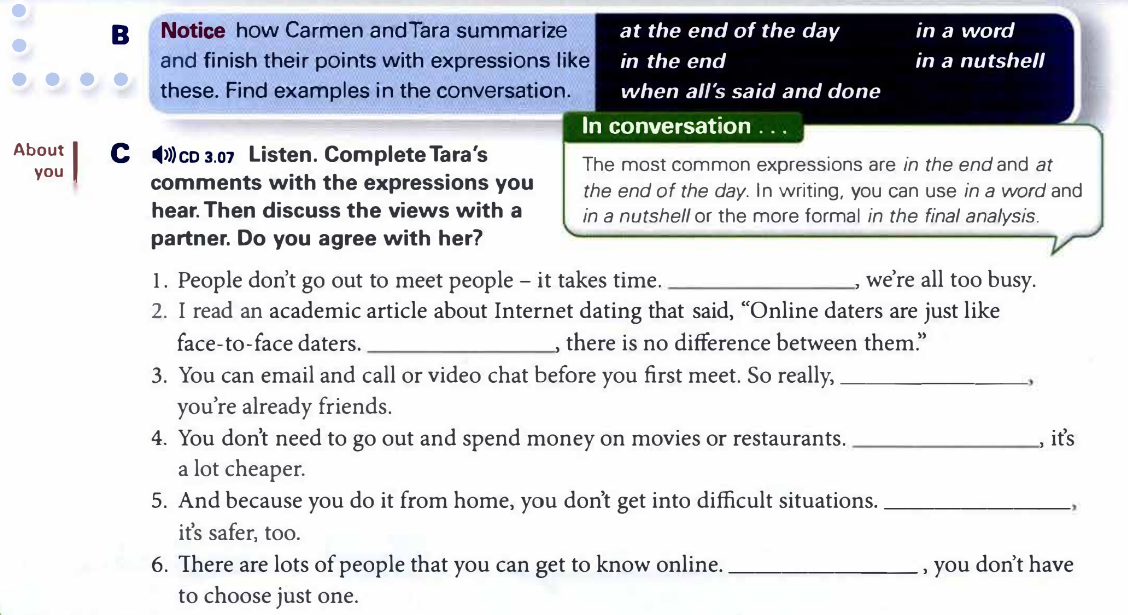 B Notice how Carmen and Tara summarize
and finish their points with expressions like
these. Find examples in the conversation.
at the end of the day in a word
in the end in a nutshell
when all's said and done
In conversation . . .
The most common expressions are in the end and at
the end of the day. In writing, you can use in a word and
in a nutshell or the more formal in the final analysis.
About
you
C CD 3.07 Listen. Complete Tara's
comments with the expressions you
hear. Then discuss the views with a
partner. Do you agree with her?
1. People don't go out to meet people – it takes time. ________________, we're all too busy.
2. I read an academic article about Internet dating that said, “Online daters are just like
face-to-face daters. ________________, there is no difference between them.”
3. You can email and call or video chat before you first meet. So really, ________________,
you're already friends.
4. You don't need to go out and spend money on movies or restaurants. ________________, it's
a lot cheaper.
5. And because you do it from home, you don't get into difficult situations. ________________,
it's safer, too.
6. There are lots of people that you can get to know online. ________________ , you don't have
to choose just one.